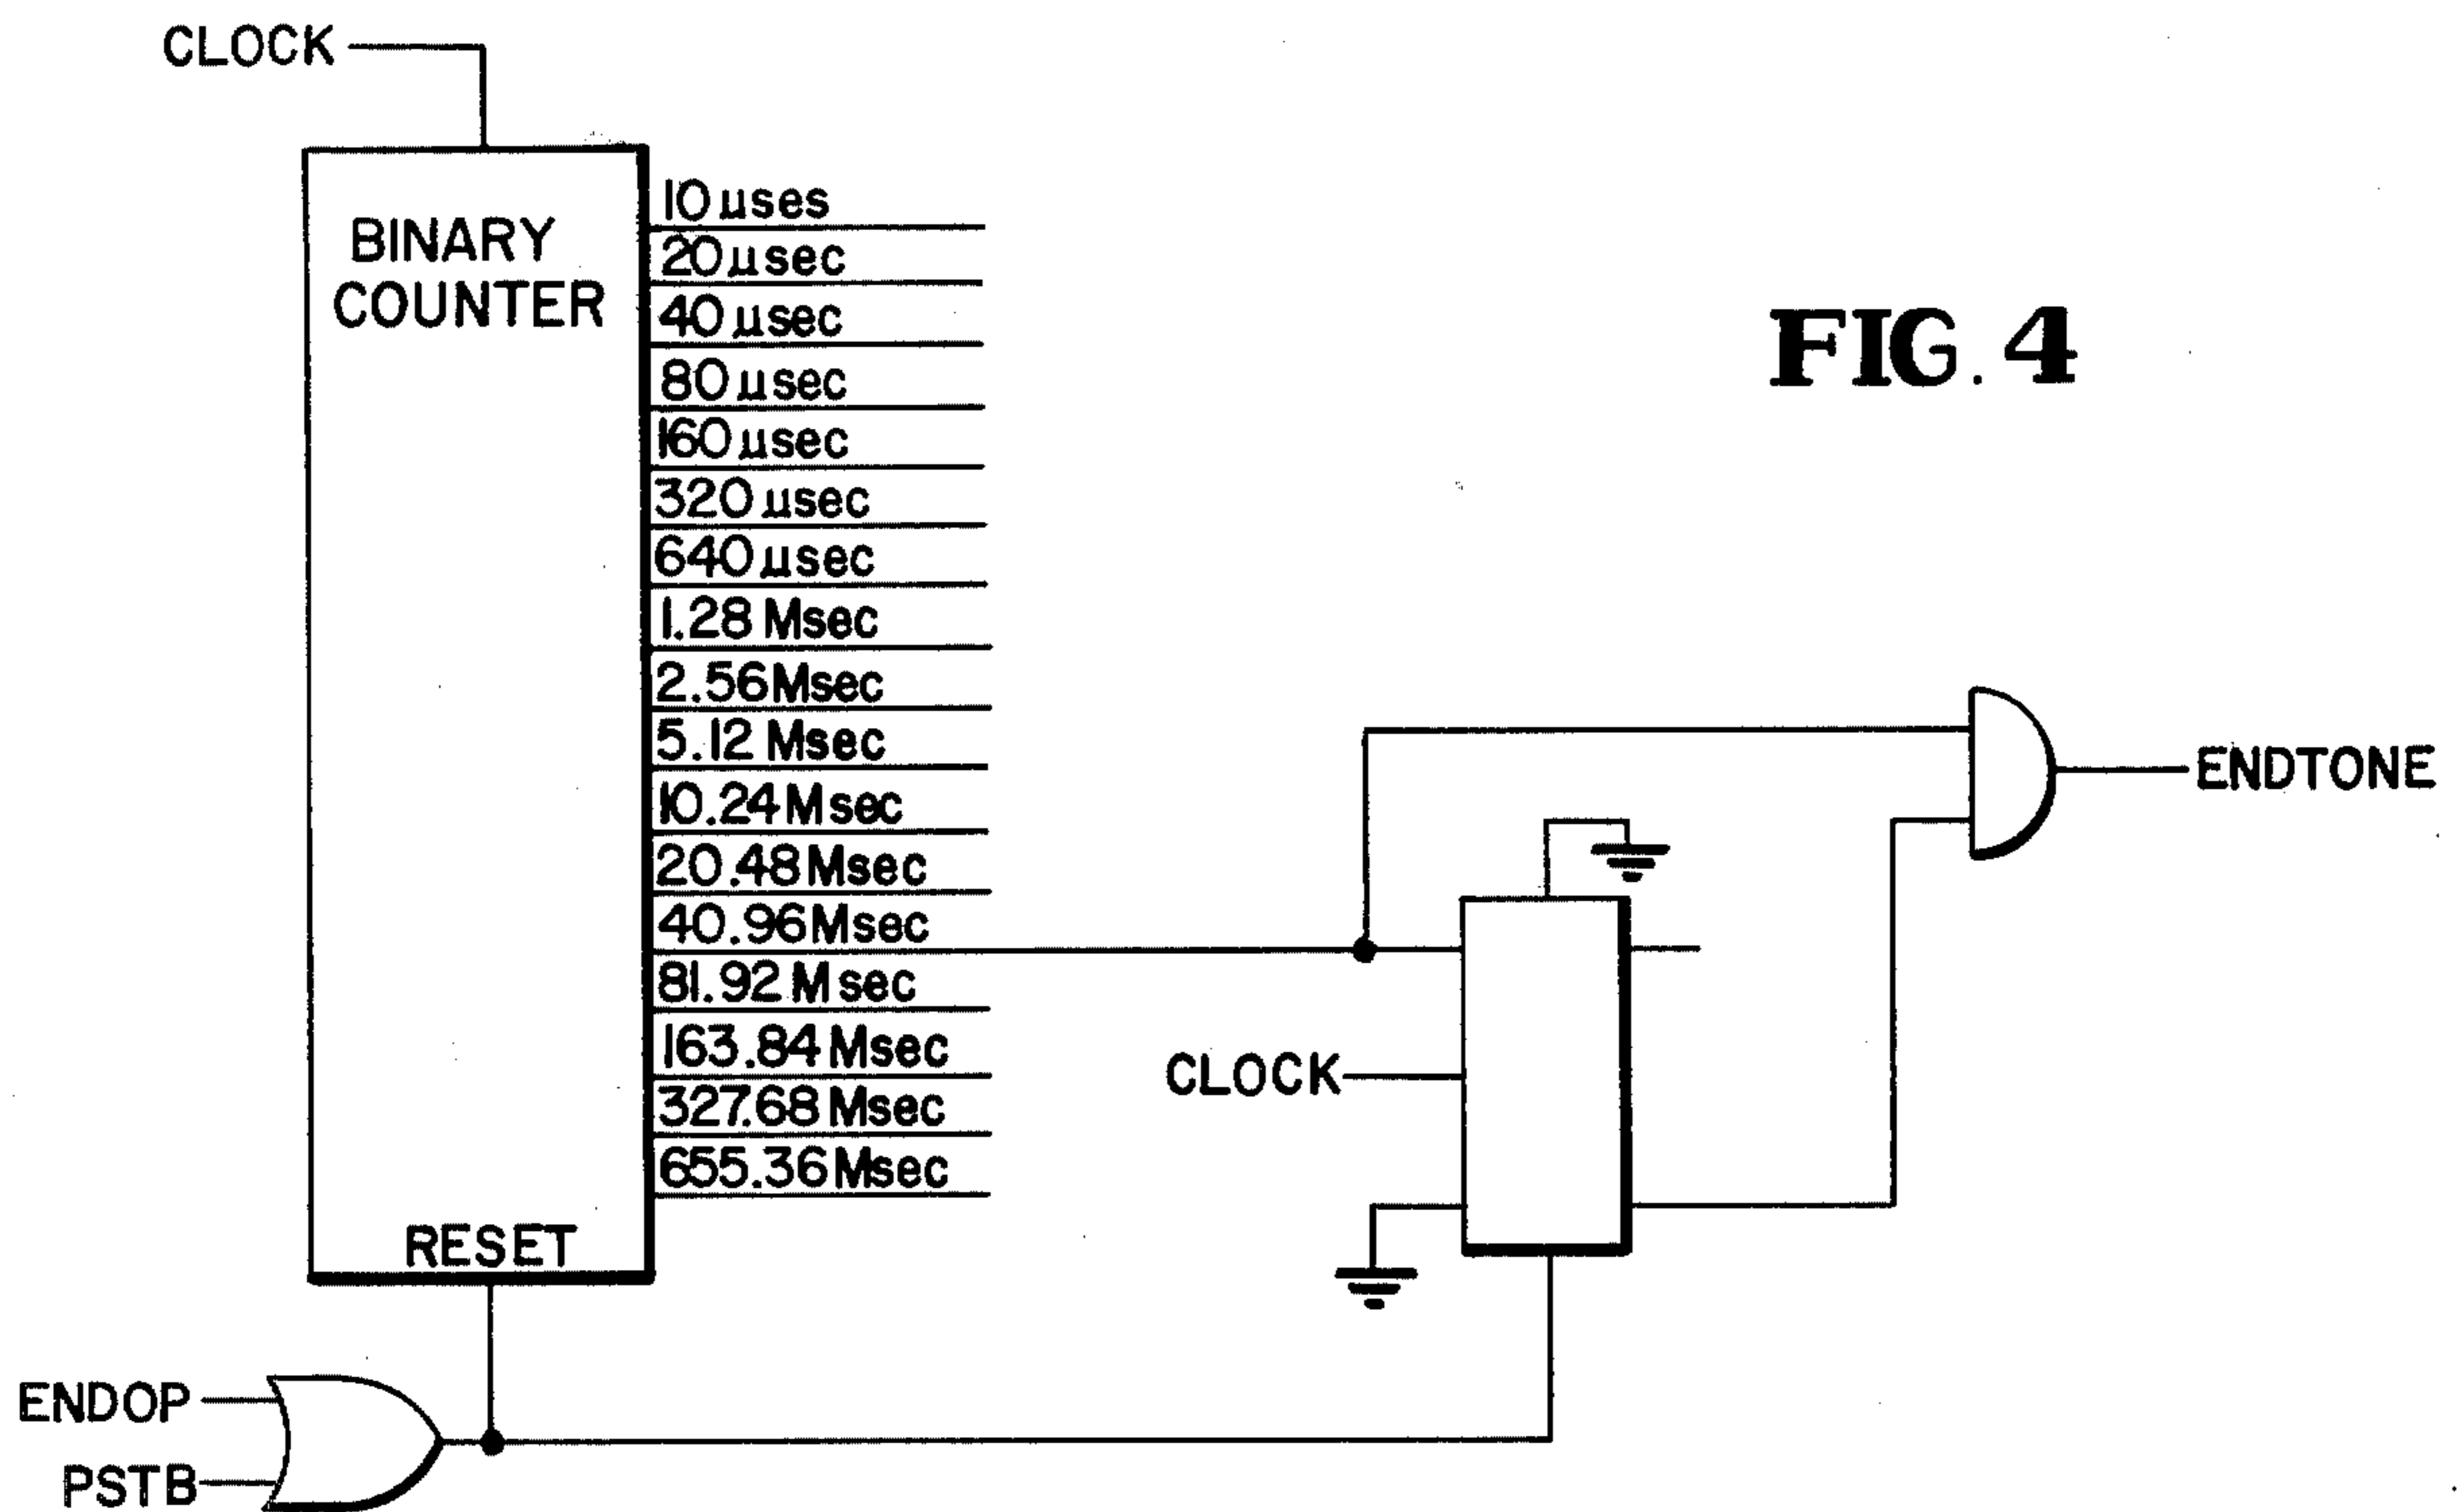 CLOCK
BINARY
COUNTER
10 µses
20 µsec
40 µsec
80 µsec
160 µsec
320 µsec
640 µsec
1.28 Msec
2.56 Msec
5.12 Msec
10.24 Msec
20.48 Msec
40.96 Msec
81.92 Msec
163.84 Msec
327.68 Msec
655.36 Msec
RESET
ENDOP
PSTB
FIG. 4
ENDTONE
CLOCK